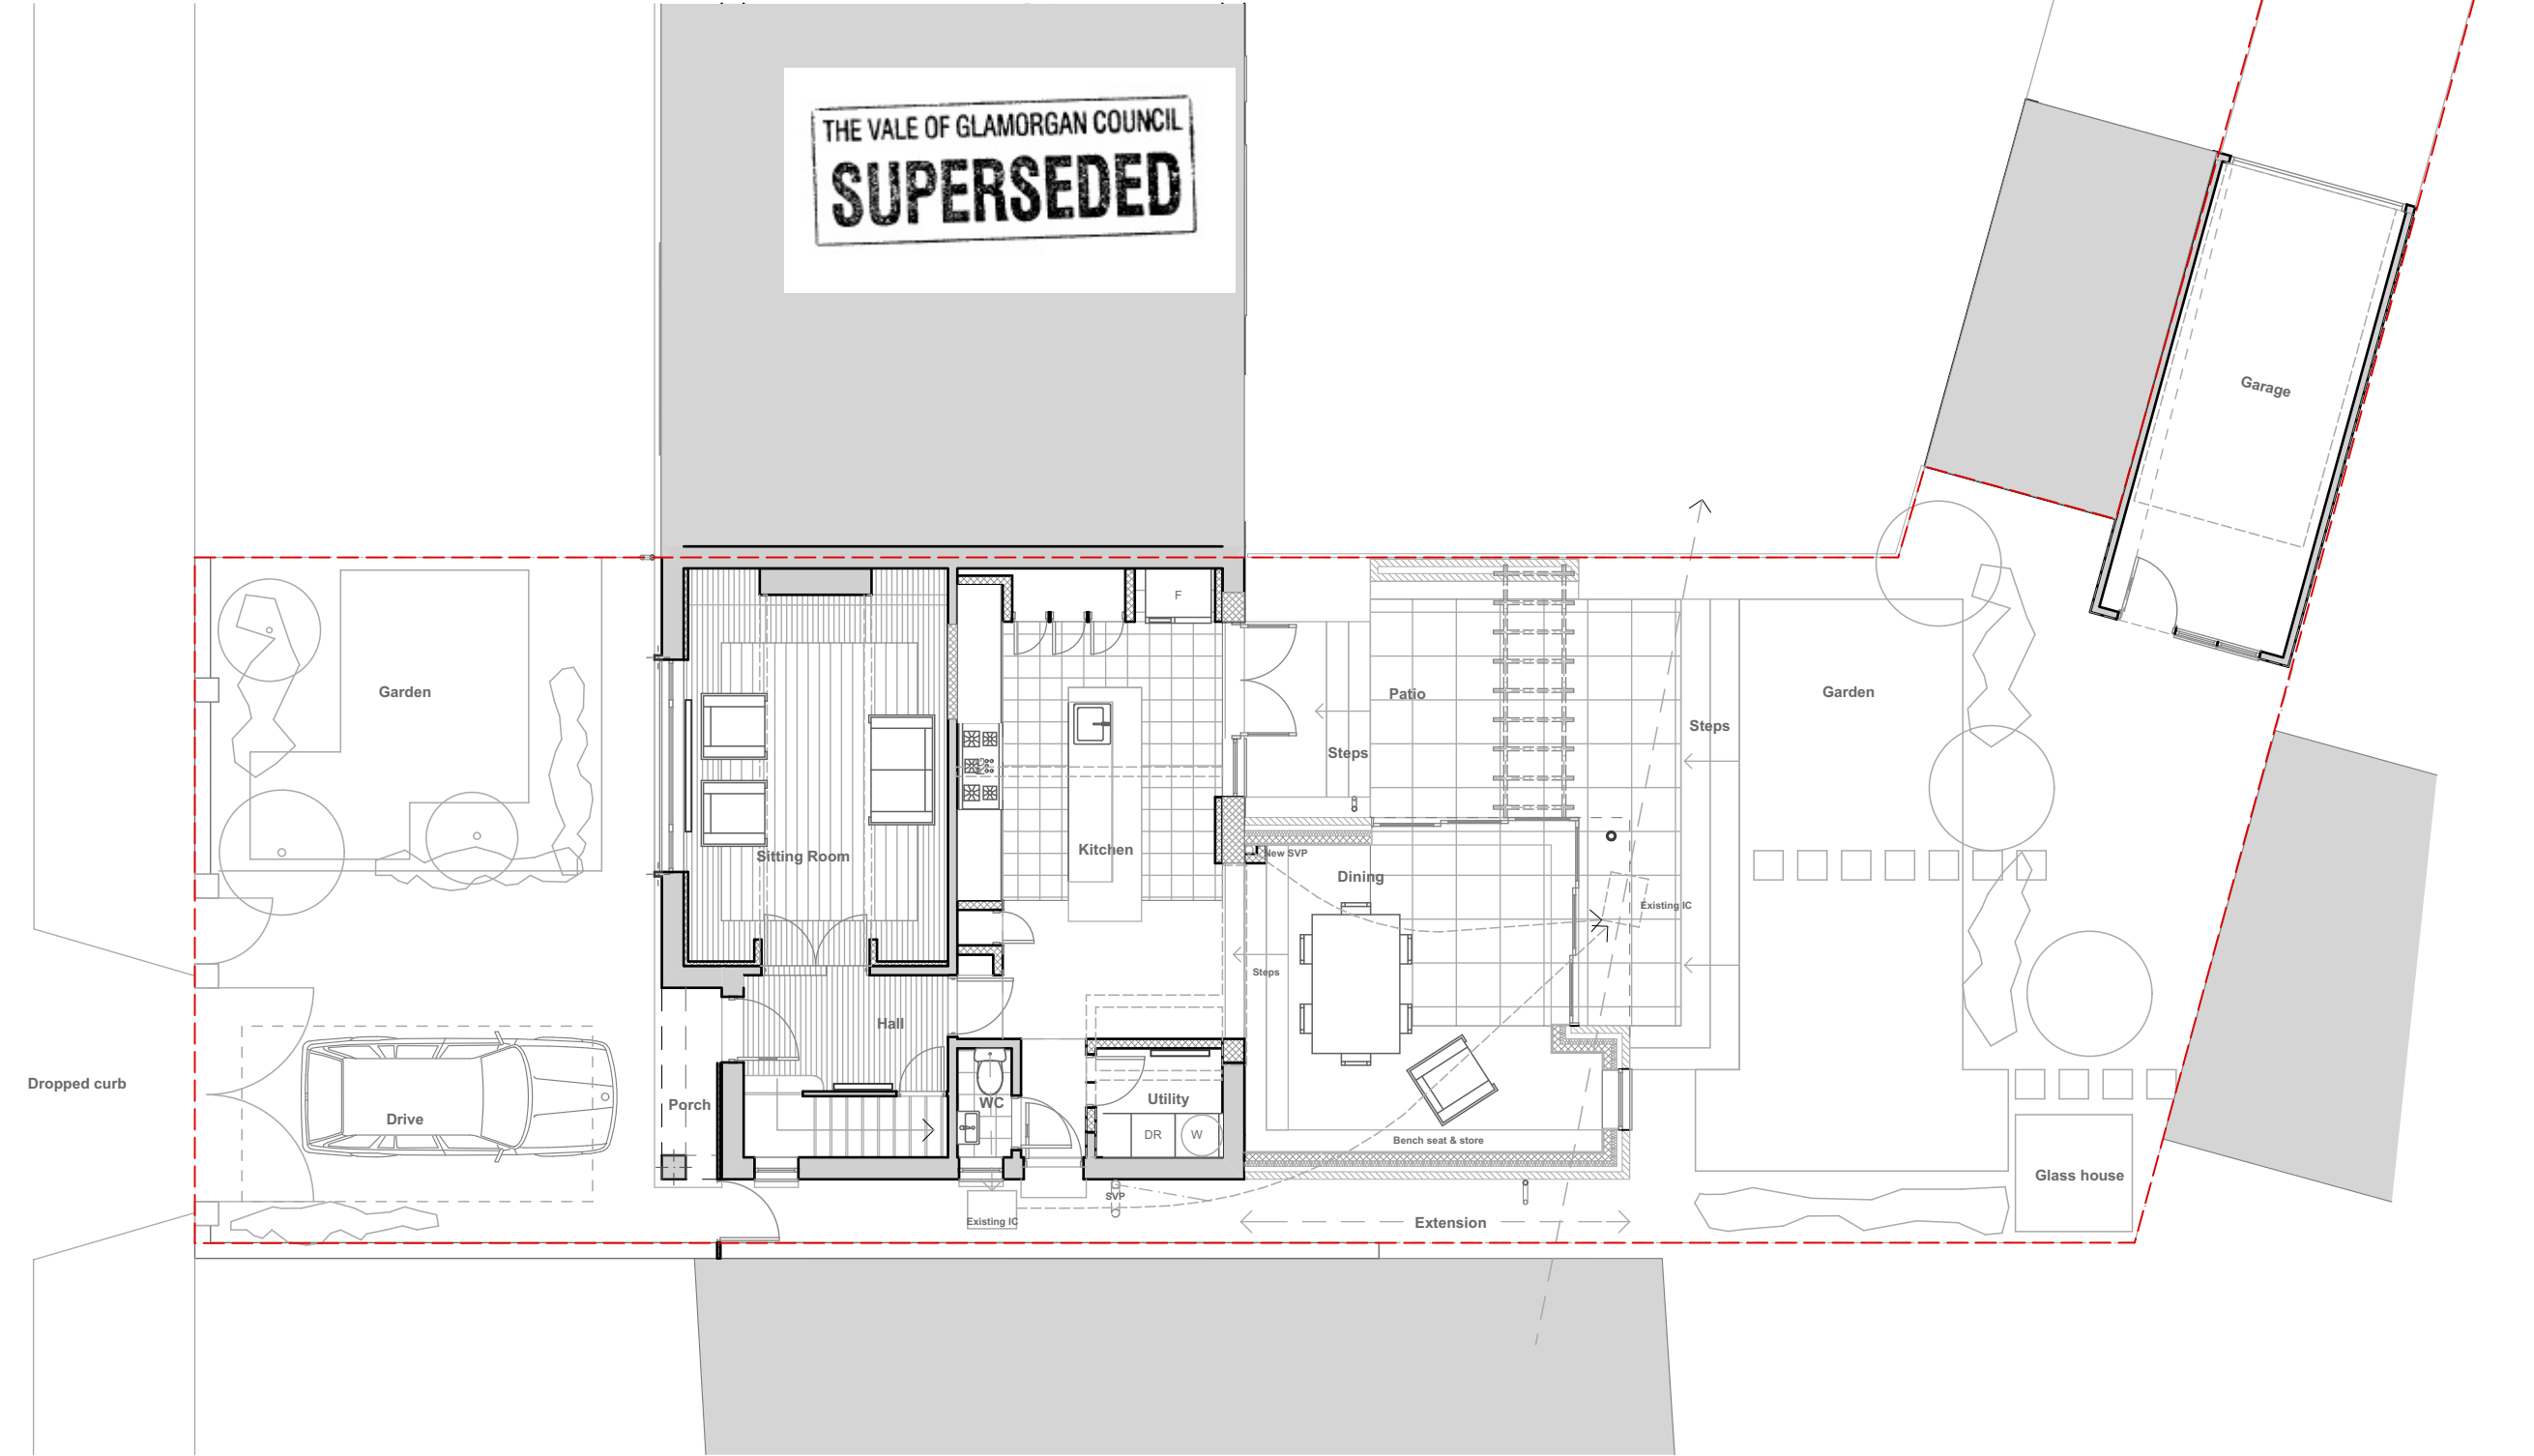 THE VALE OF GLAMORGAN COUNCIL
SUPERSEDED
Garage
F
Garden
Patio
Garden
Steps
Steps
Sitting Room
Kitchen
New SVP
Dining
Existing IC
Steps
Hall
Dropped curb
Drive
Porch
WC
Utility
DR
W
Bench seat & store
Glass house
SVP
Existing IC
Extension